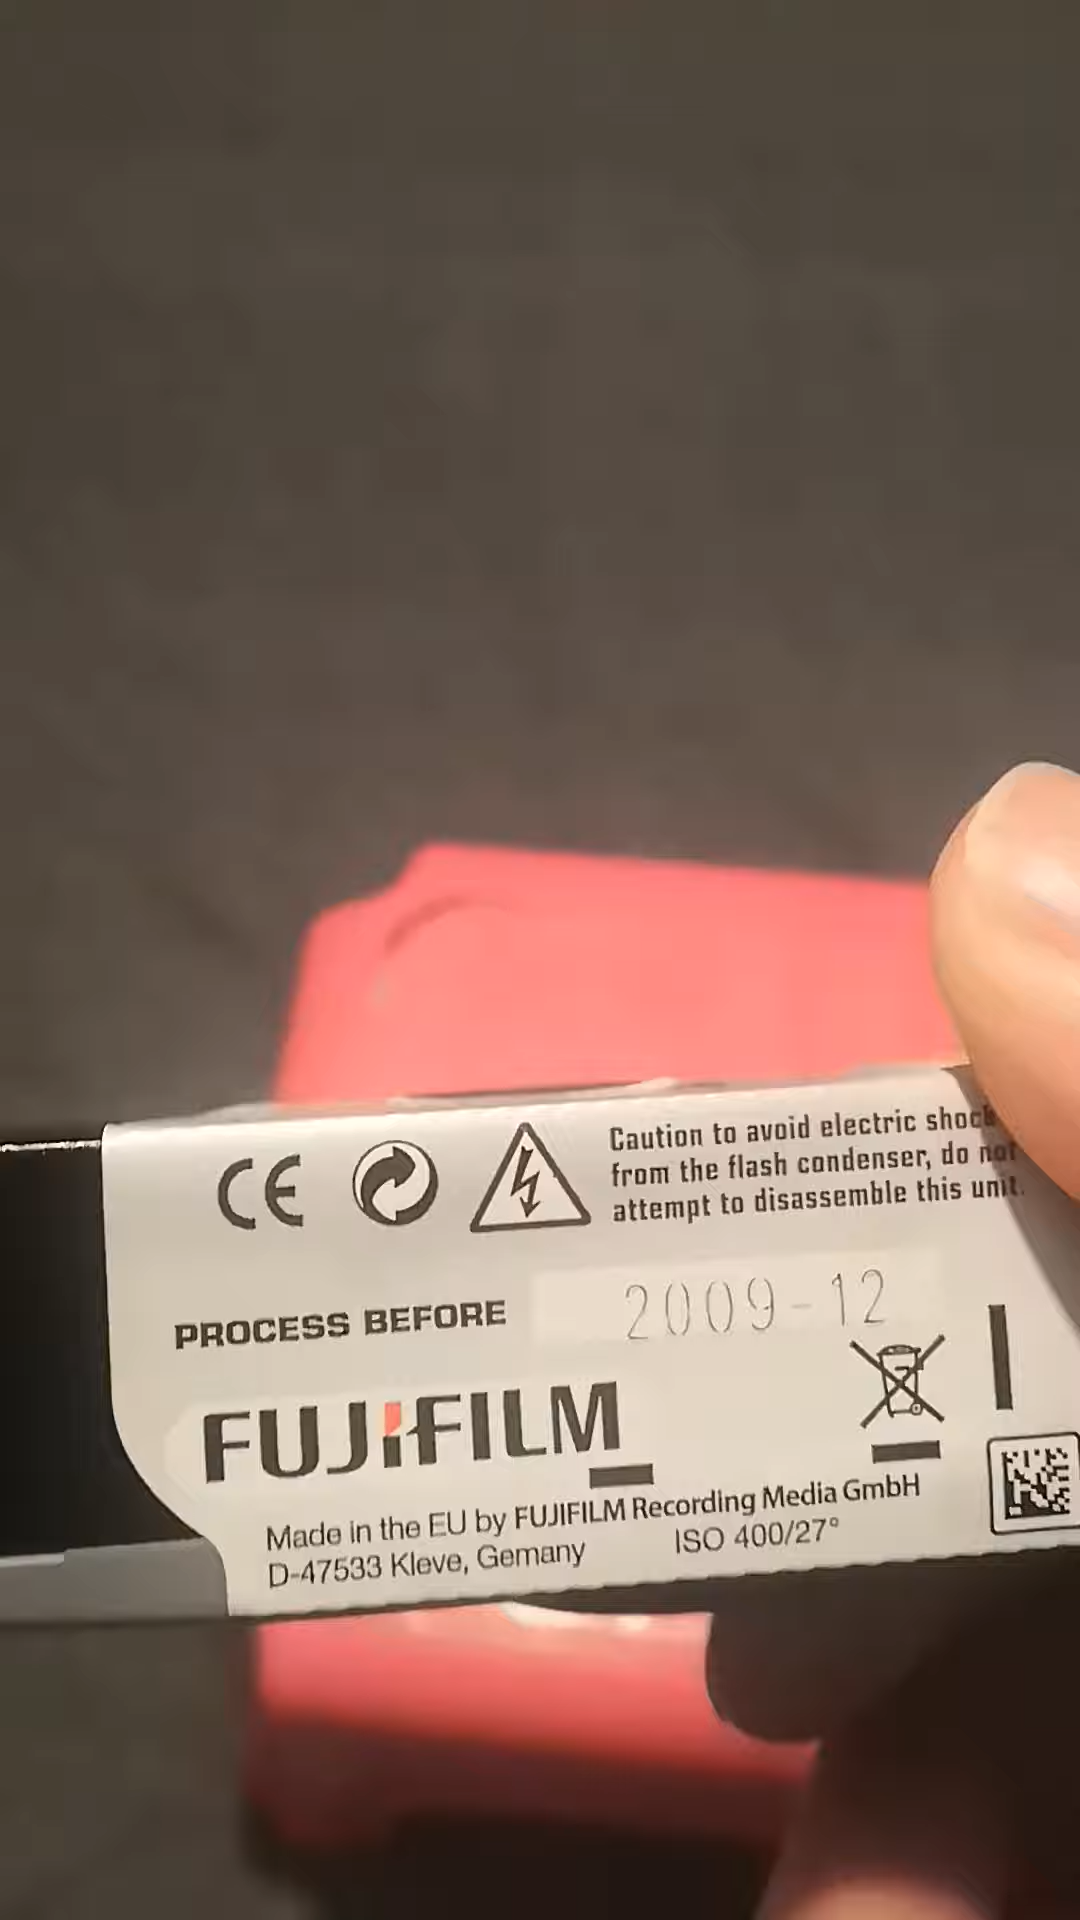 CE
Caution to avoid electric shock
from the flash condenser, do not
attempt to disassemble this unit.
PROCESS BEFORE 2009-12
FUJIFILM
Made in the EU by FUJIFILM Recording Media GmbH
D-47533 Kleve, Gemany ISO 400/27°